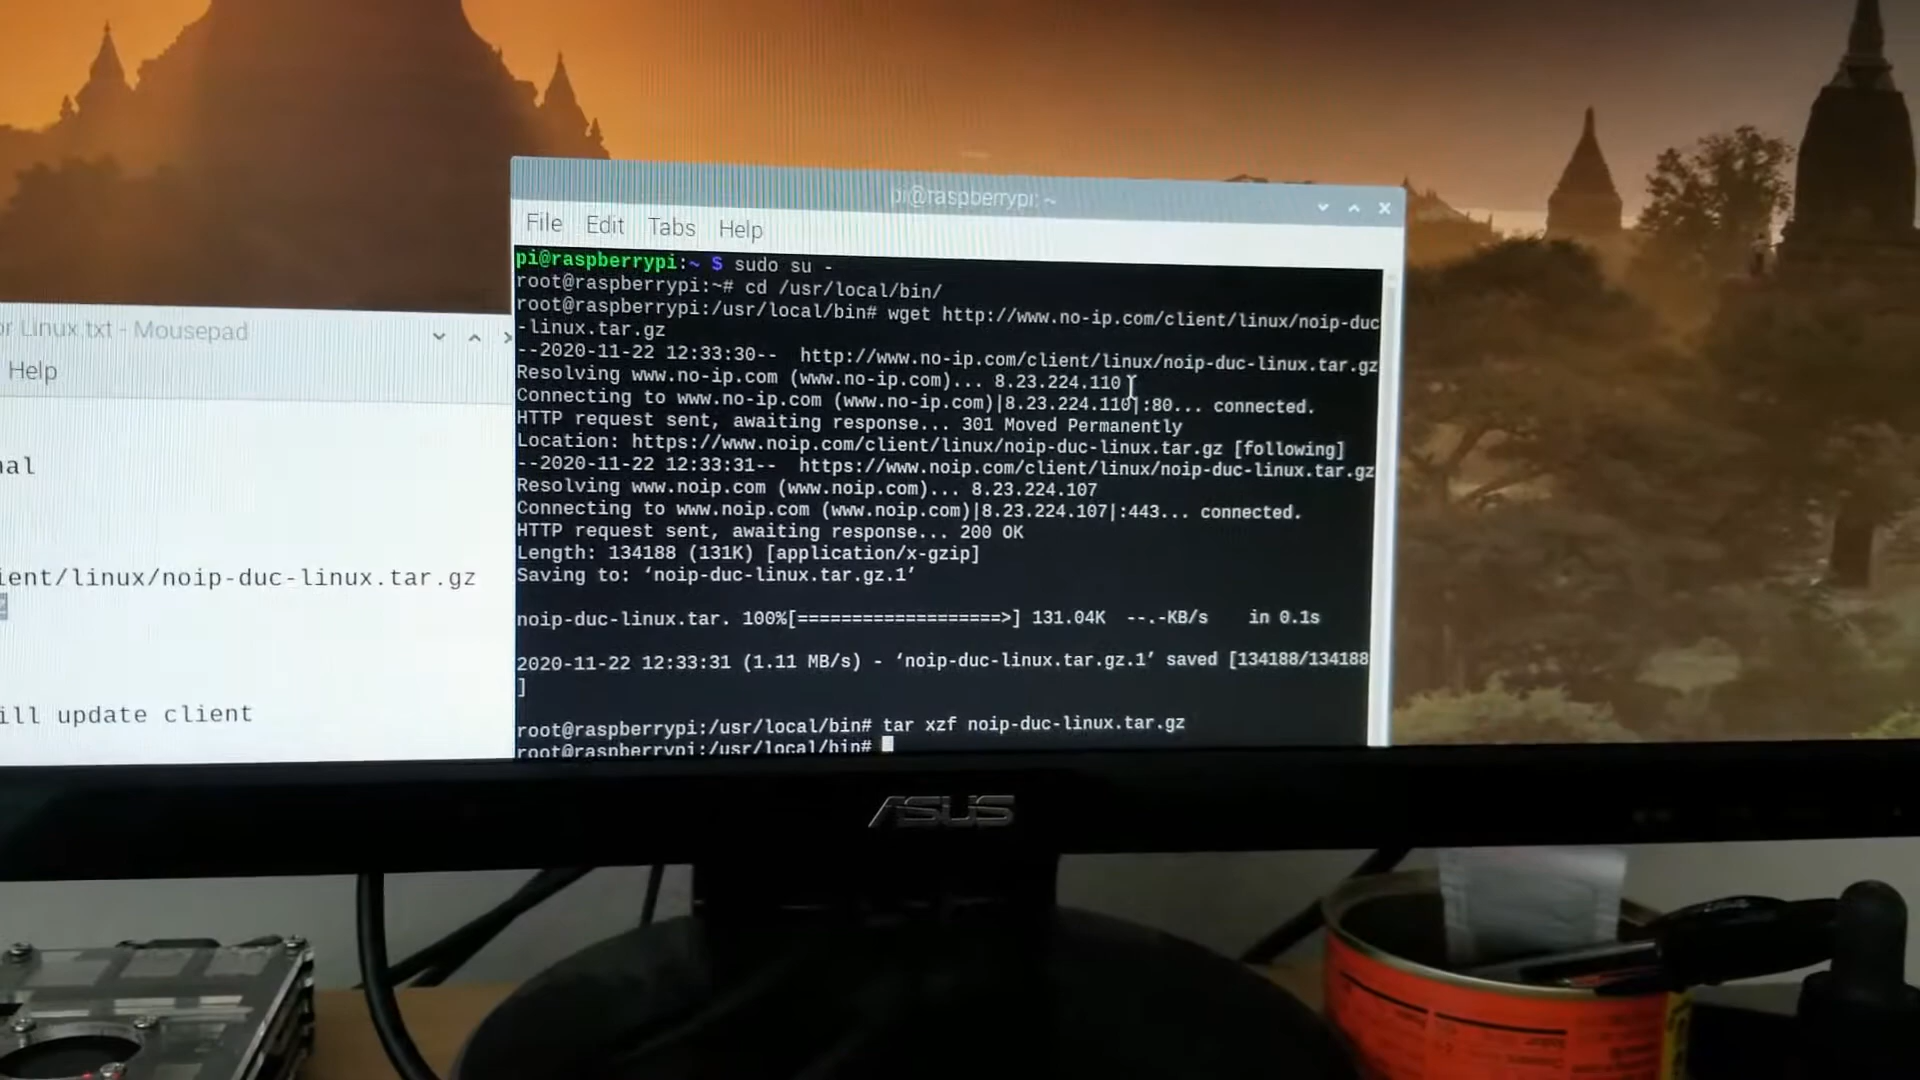 pi@raspberrypi: ~
File Edit Tabs Help
pi@raspberrypi:~ $ sudo su -
root@raspberrypi:~# cd /usr/local/bin/
root@raspberrypi:/usr/local/bin# wget http://www.no-ip.com/client/linux/noip-duc
-linux.tar.gz
--2020-11-22 12:33:30--  http://www.no-ip.com/client/linux/noip-duc-linux.tar.gz
Resolving www.no-ip.com (www.no-ip.com)... 8.23.224.110
Connecting to www.no-ip.com (www.no-ip.com)|8.23.224.110|:80... connected.
HTTP request sent, awaiting response... 301 Moved Permanently
Location: https://www.noip.com/client/linux/noip-duc-linux.tar.gz [following]
--2020-11-22 12:33:31--  https://www.noip.com/client/linux/noip-duc-linux.tar.gz
Resolving www.noip.com (www.noip.com)... 8.23.224.107
Connecting to www.noip.com (www.noip.com)|8.23.224.107|:443... connected.
HTTP request sent, awaiting response... 200 OK
Length: 134188 (131K) [application/x-gzip]
Saving to: ‘noip-duc-linux.tar.gz.1’
noip-duc-linux.tar. 100%[===================>] 131.04K  --.-KB/s    in 0.1s
2020-11-22 12:33:31 (1.11 MB/s) - ‘noip-duc-linux.tar.gz.1’ saved [134188/134188
]
root@raspberrypi:/usr/local/bin# tar xzf noip-duc-linux.tar.gz
root@raspberrypi:/usr/local/bin#
or Linux.txt - Mousepad
Help
nal
ient/linux/noip-duc-linux.tar.gz
ill update client
ASUS